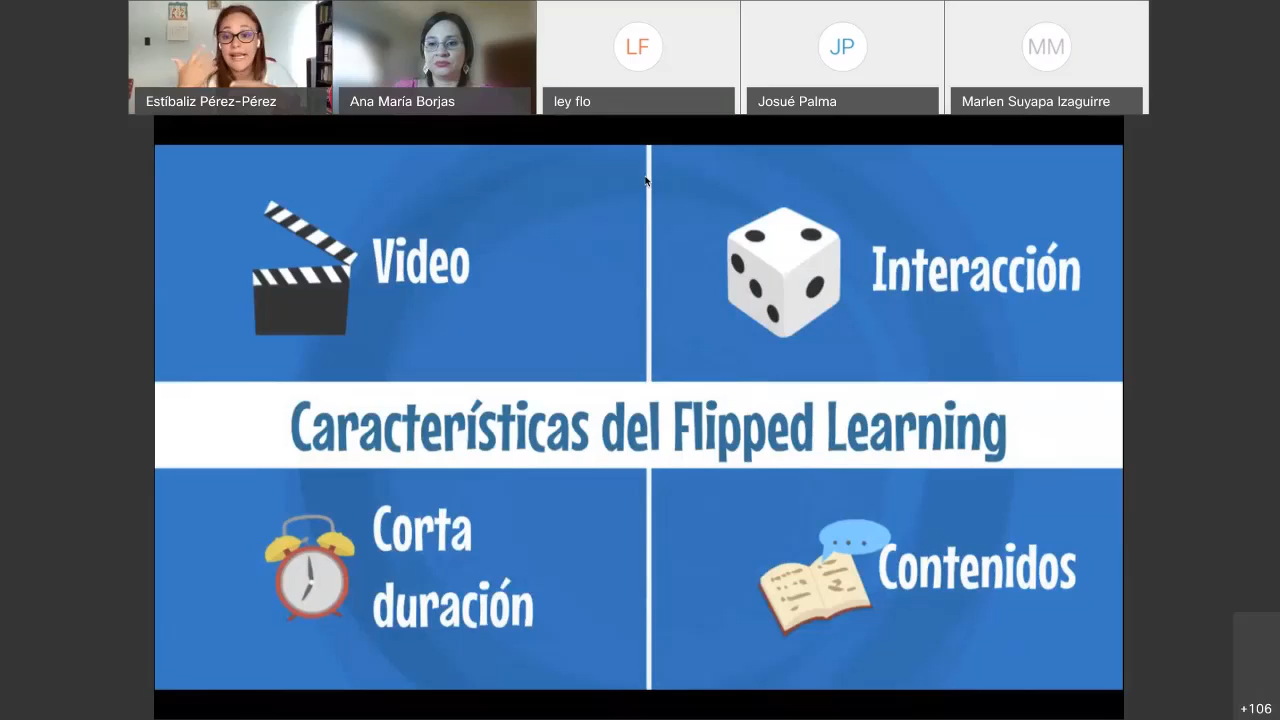 LF
JP
MM
Estíbaliz Pérez-Pérez
Ana María Borjas
ley flo
Josué Palma
Marlen Suyapa Izaguirre
Video
Interacción
Características del Flipped Learning
Corta
duración
Contenidos
+106